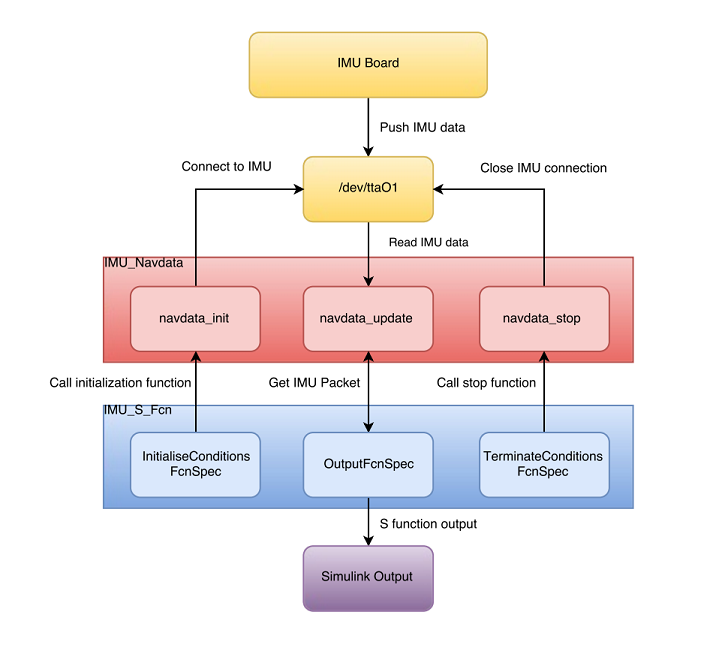 IMU Board
Push IMU data
Connect to IMU
Close IMU connection
/dev/ttaO1
Read IMU data
IMU_Navdata
navdata_init
navdata_update
navdata_stop
Call initialization function
Get IMU Packet
Call stop function
IMU_S_Fcn
InitialiseConditions
FcnSpec
OutputFcnSpec
TerminateConditions
FcnSpec
S function output
Simulink Output